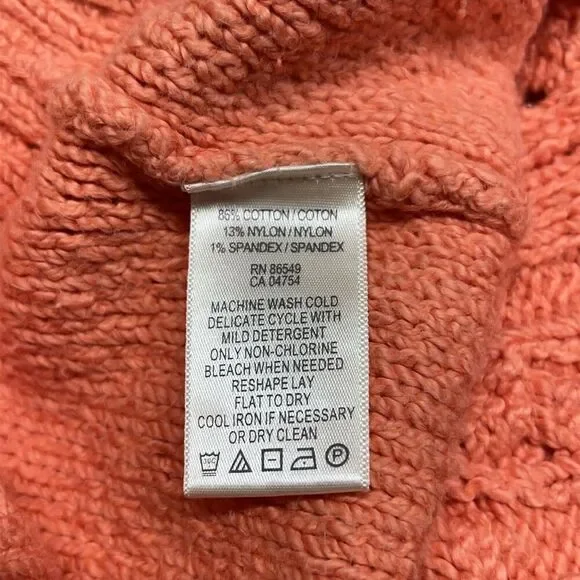 86% COTTON / COTON
13% NYLON / NYLON
1% SPANDEX / SPANDEX
RN 86549
CA 04754
MACHINE WASH COLD
DELICATE CYCLE WITH
MILD DETERGENT
ONLY NON-CHLORINE
BLEACH WHEN NEEDED
RESHAPE LAY
FLAT TO DRY
COOL IRON IF NECESSARY
OR DRY CLEAN
P